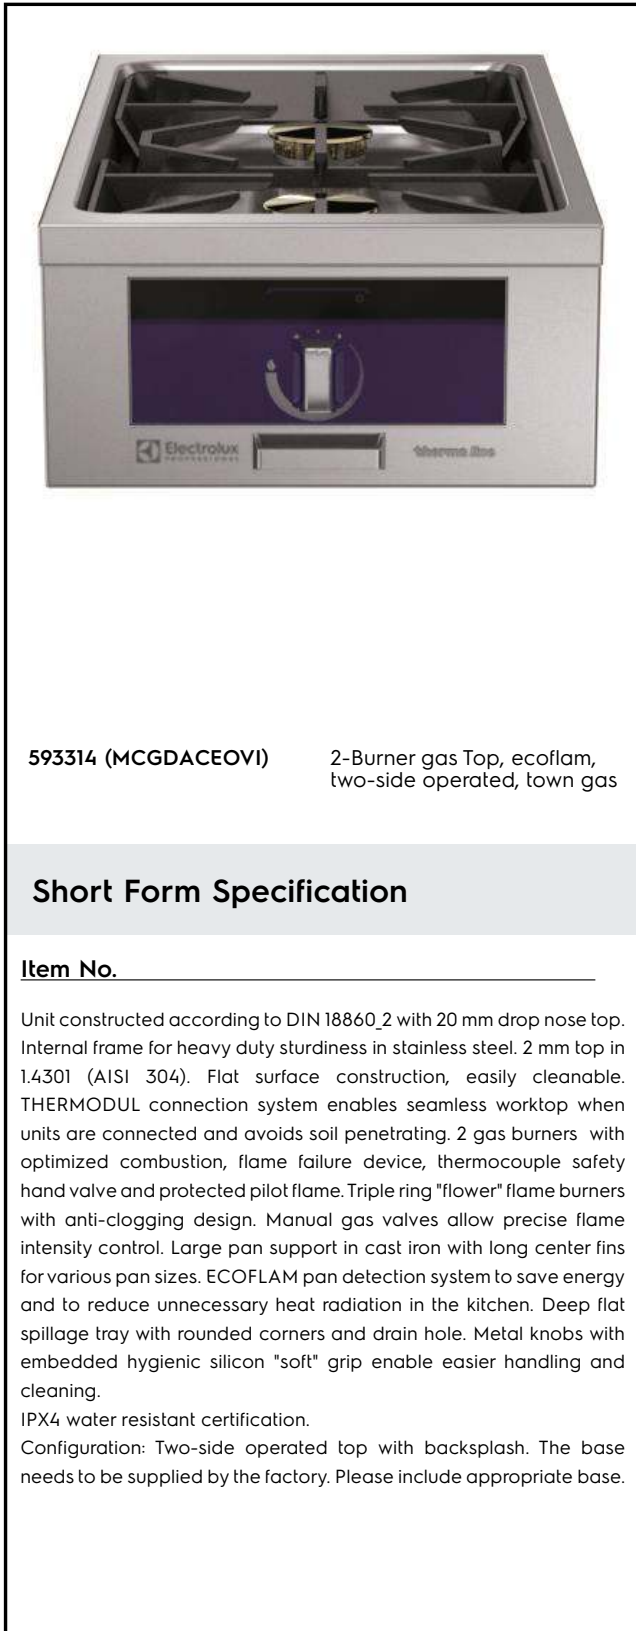 Electrolux
PROFESSIONAL
therma line
593314 (MCGDACEOVI)
2-Burner gas Top, ecoflam,
two-side operated, town gas
Short Form Specification
Item No.
Unit constructed according to DIN 18860_2 with 20 mm drop nose top.
Internal frame for heavy duty sturdiness in stainless steel. 2 mm top in
1.4301 (AISI 304). Flat surface construction, easily cleanable.
THERMODUL connection system enables seamless worktop when
units are connected and avoids soil penetrating. 2 gas burners with
optimized combustion, flame failure device, thermocouple safety
hand valve and protected pilot flame. Triple ring "flower" flame burners
with anti-clogging design. Manual gas valves allow precise flame
intensity control. Large pan support in cast iron with long center fins
for various pan sizes. ECOFLAM pan detection system to save energy
and to reduce unnecessary heat radiation in the kitchen. Deep flat
spillage tray with rounded corners and drain hole. Metal knobs with
embedded hygienic silicon "soft" grip enable easier handling and
cleaning.
IPX4 water resistant certification.
Configuration: Two-side operated top with backsplash. The base
needs to be supplied by the factory. Please include appropriate base.